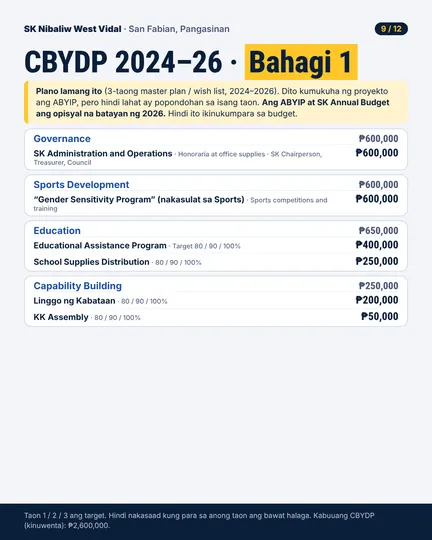 SK Nibaliw West Vidal · San Fabian, Pangasinan
9 / 12
CBYDP 2024–26 · Bahagi 1
Plano lamang ito (3-taong master plan / wish list, 2024–2026). Dito kumukuha ng proyekto
ang ABYIP, pero hindi lahat ay popondohan sa isang taon. Ang ABYIP at SK Annual Budget
ang opisyal na batayan ng 2026. Hindi ito ikinukumpara sa budget.
Governance ₱600,000
SK Administration and Operations · Honoraria at office supplies · SK Chairperson, ₱600,000
Treasurer, Council
Sports Development ₱600,000
“Gender Sensitivity Program” (nakasulat sa Sports) · Sports competitions and ₱600,000
training
Education ₱650,000
Educational Assistance Program · Target 80 / 90 / 100% ₱400,000
School Supplies Distribution · 80 / 90 / 100% ₱250,000
Capability Building ₱250,000
Linggo ng Kabataan · 80 / 90 / 100% ₱200,000
KK Assembly · 80 / 90 / 100% ₱50,000
Taon 1 / 2 / 3 ang target. Hindi nakasaad kung para sa anong taon ang bawat halaga. Kabuuang CBYDP
(kinuwenta): ₱2,600,000.